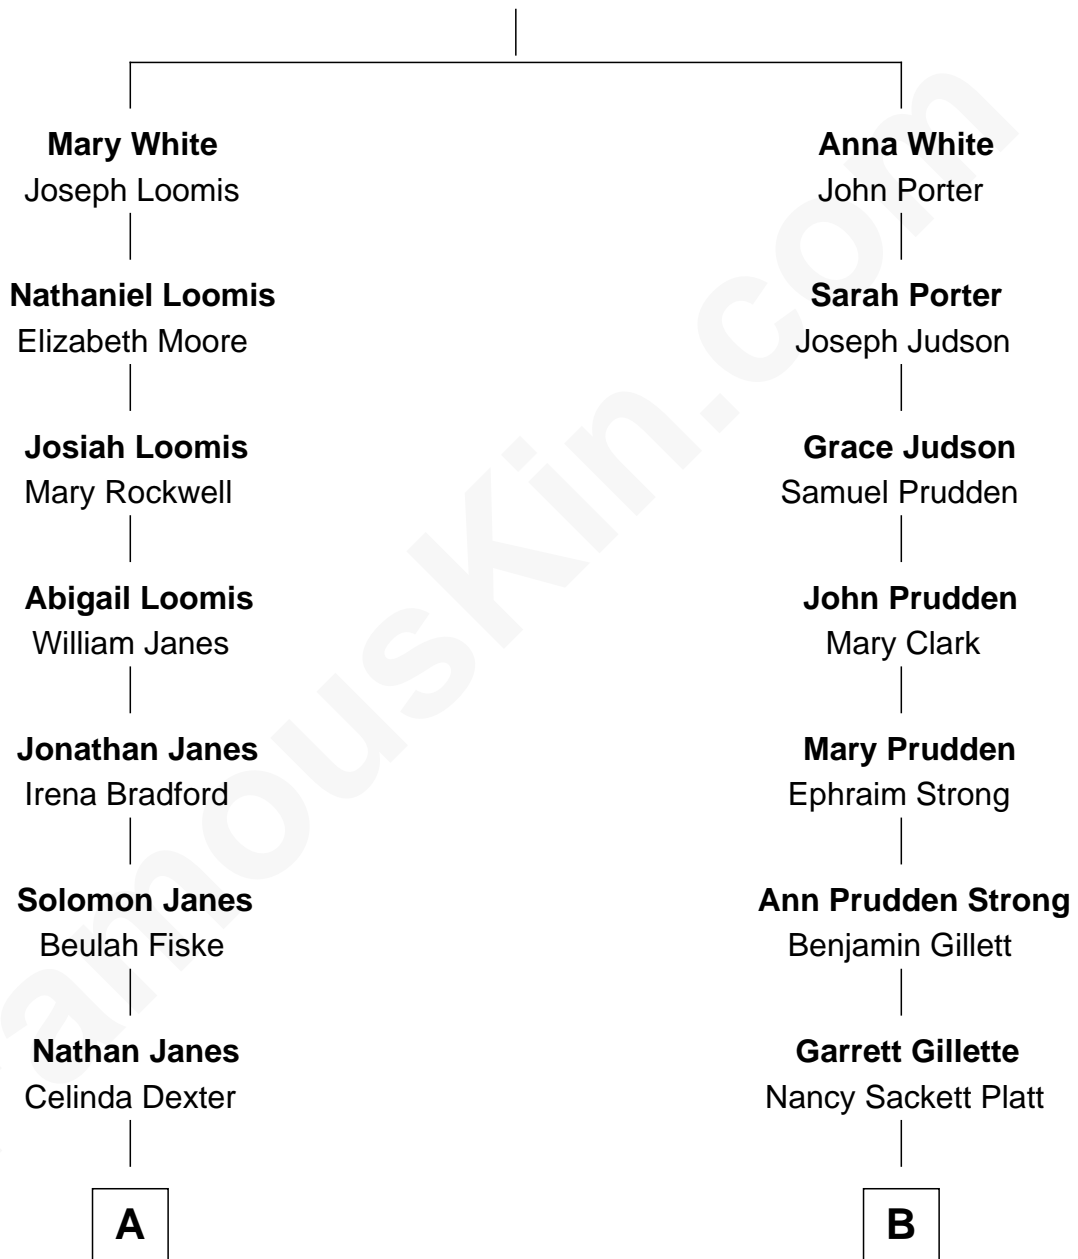 Mary White
Joseph Loomis
Nathaniel Loomis
Elizabeth Moore
Josiah Loomis
Mary Rockwell
Abigail Loomis
William Janes
Jonathan Janes
Irena Bradford
Solomon Janes
Beulah Fiske
Nathan Janes
Celinda Dexter
A
Anna White
John Porter
Sarah Porter
Joseph Judson
Grace Judson
Samuel Prudden
John Prudden
Mary Clark
Mary Prudden
Ephraim Strong
Ann Prudden Strong
Benjamin Gillett
Garrett Gillette
Nancy Sackett Platt
B
amousKin.com